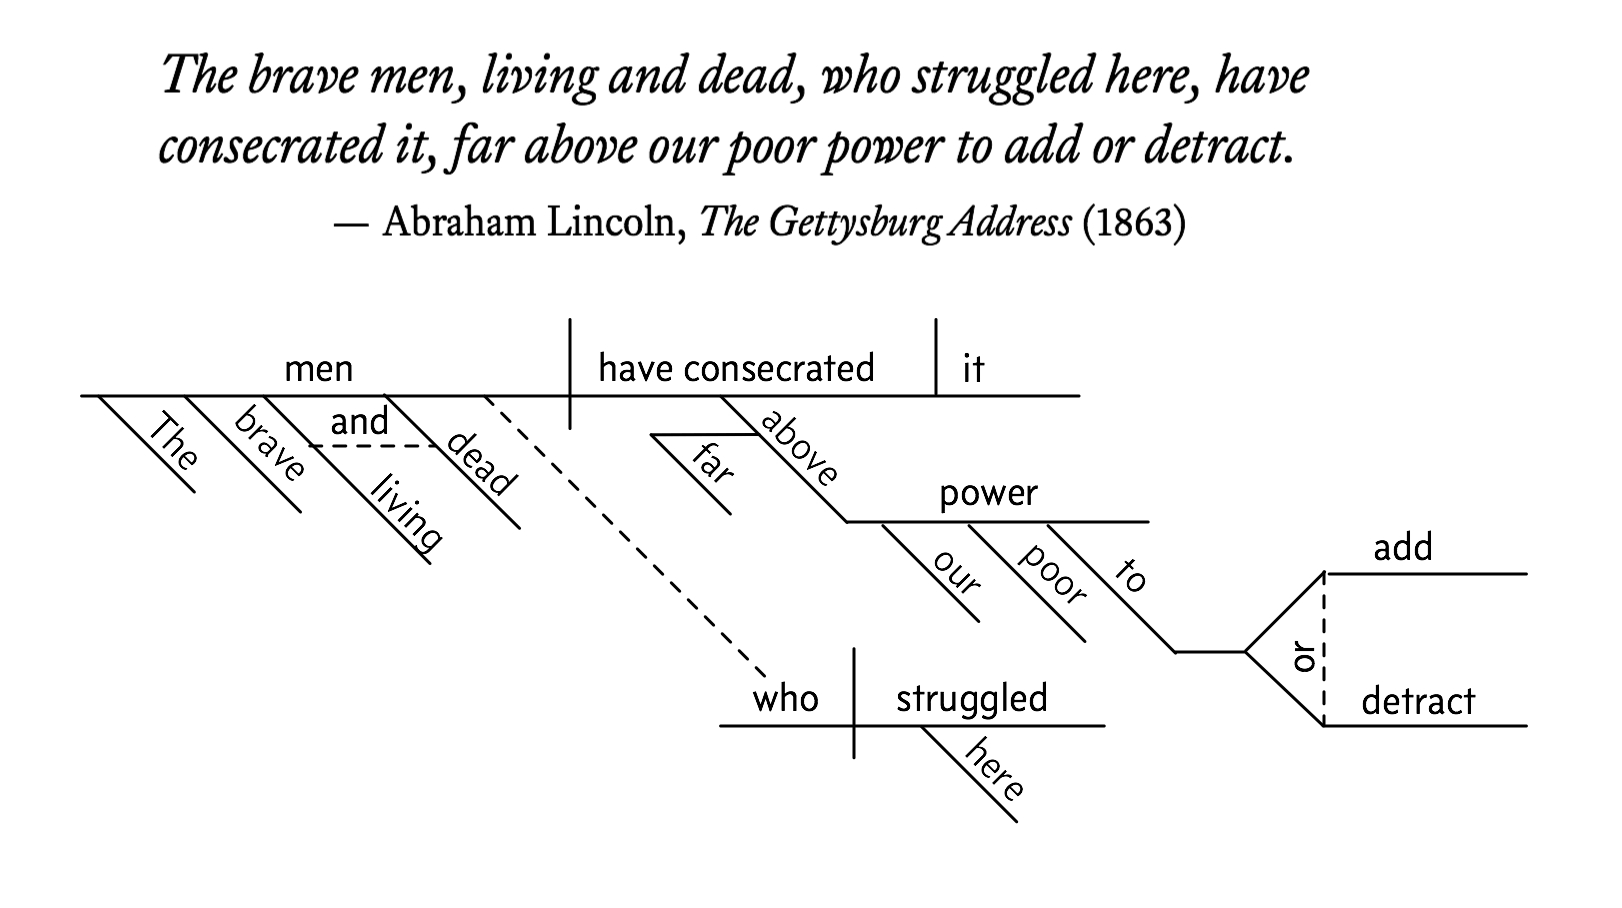 The brave men, living and dead, who struggled here, have
consecrated it, far above our poor power to add or detract.
— Abraham Lincoln, The Gettysburg Address (1863)
men
have consecrated
it
The
brave
and
living
dead
far
above
power
our
poor
to
add
or
detract
who
struggled
here